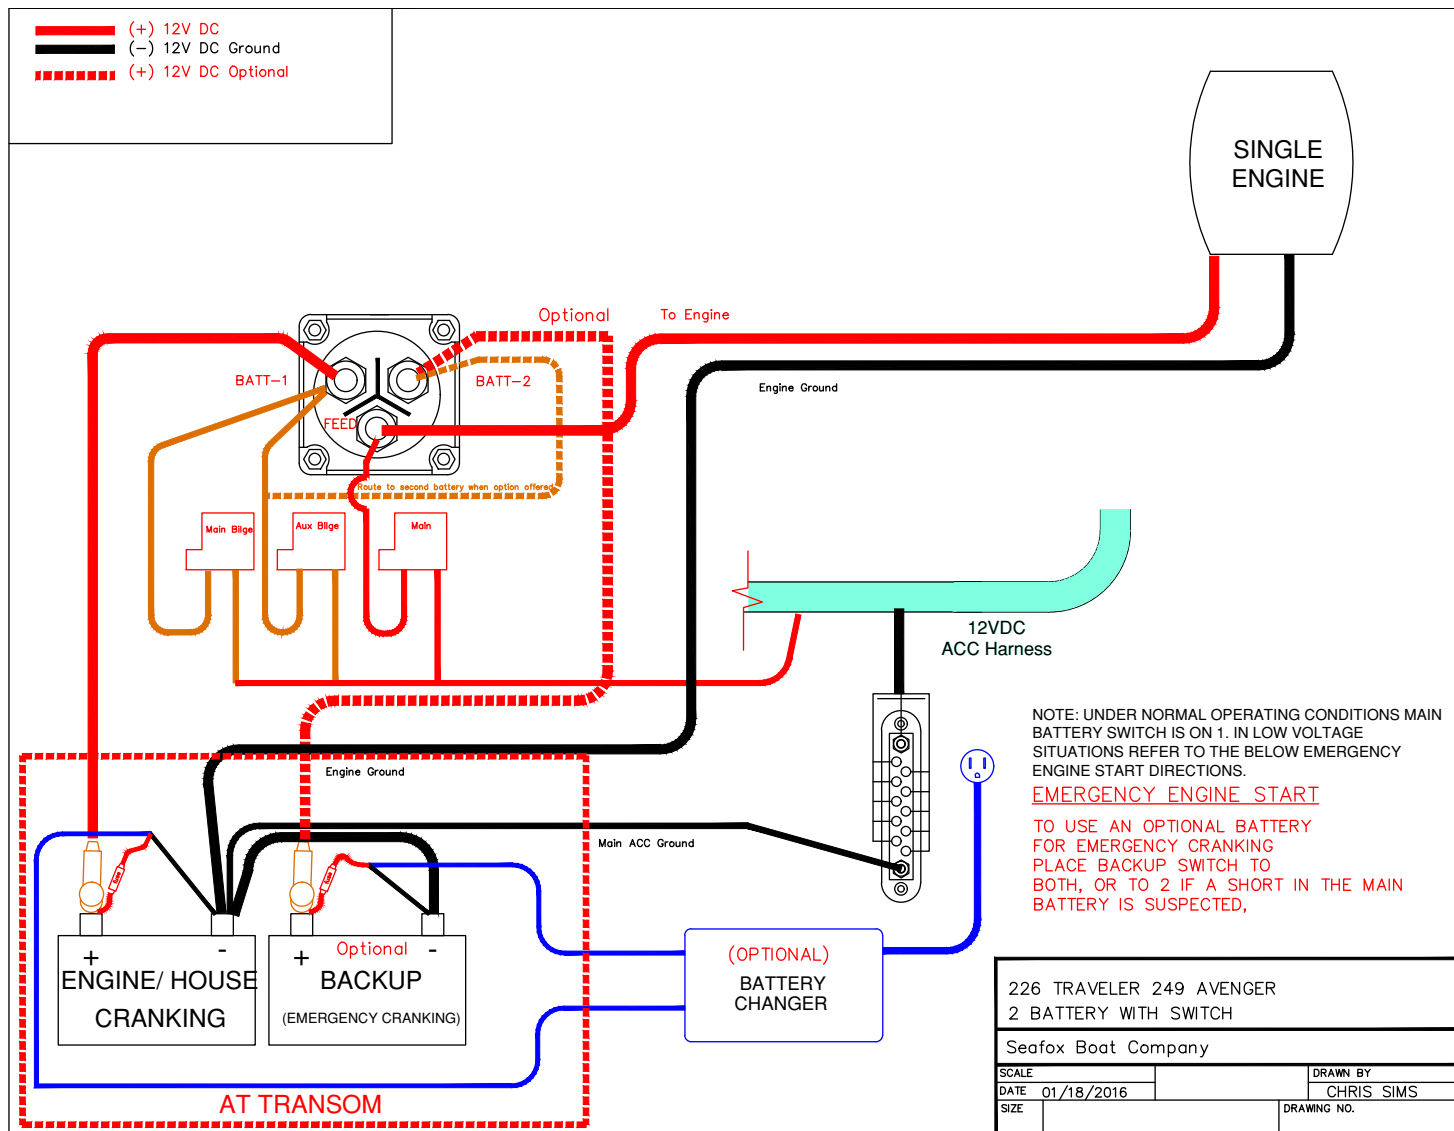 (+) 12V DC
(-) 12V DC Ground
(+) 12V DC Optional
SINGLE
ENGINE
Optional
To Engine
BATT-1
BATT-2
Engine Ground
FEED
Route to second battery when option offered
Main Bilge
Aux Bilge
Main
12VDC
ACC Harness
NOTE: UNDER NORMAL OPERATING CONDITIONS MAIN
BATTERY SWITCH IS ON 1. IN LOW VOLTAGE
SITUATIONS REFER TO THE BELOW EMERGENCY
ENGINE START DIRECTIONS.
EMERGENCY ENGINE START
TO USE AN OPTIONAL BATTERY
FOR EMERGENCY CRANKING
PLACE BACKUP SWITCH TO
BOTH, OR TO 2 IF A SHORT IN THE MAIN
BATTERY IS SUSPECTED,
Engine Ground
Main ACC Ground
fuse
fuse
+ -
ENGINE/ HOUSE
CRANKING
+ Optional -
BACKUP
(EMERGENCY CRANKING)
(OPTIONAL)
BATTERY
CHANGER
AT TRANSOM
226 TRAVELER 249 AVENGER
2 BATTERY WITH SWITCH
Seafox Boat Company
SCALE
DRAWN BY
DATE 01/18/2016
CHRIS SIMS
SIZE
DRAWING NO.